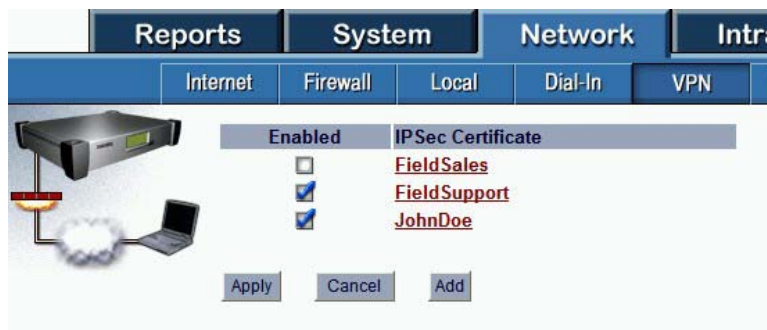 Reports System Network
Internet Firewall Local Dial-In VPN
Enabled IPSec Certificate
FieldSales
FieldSupport
JohnDoe
Apply Cancel Add